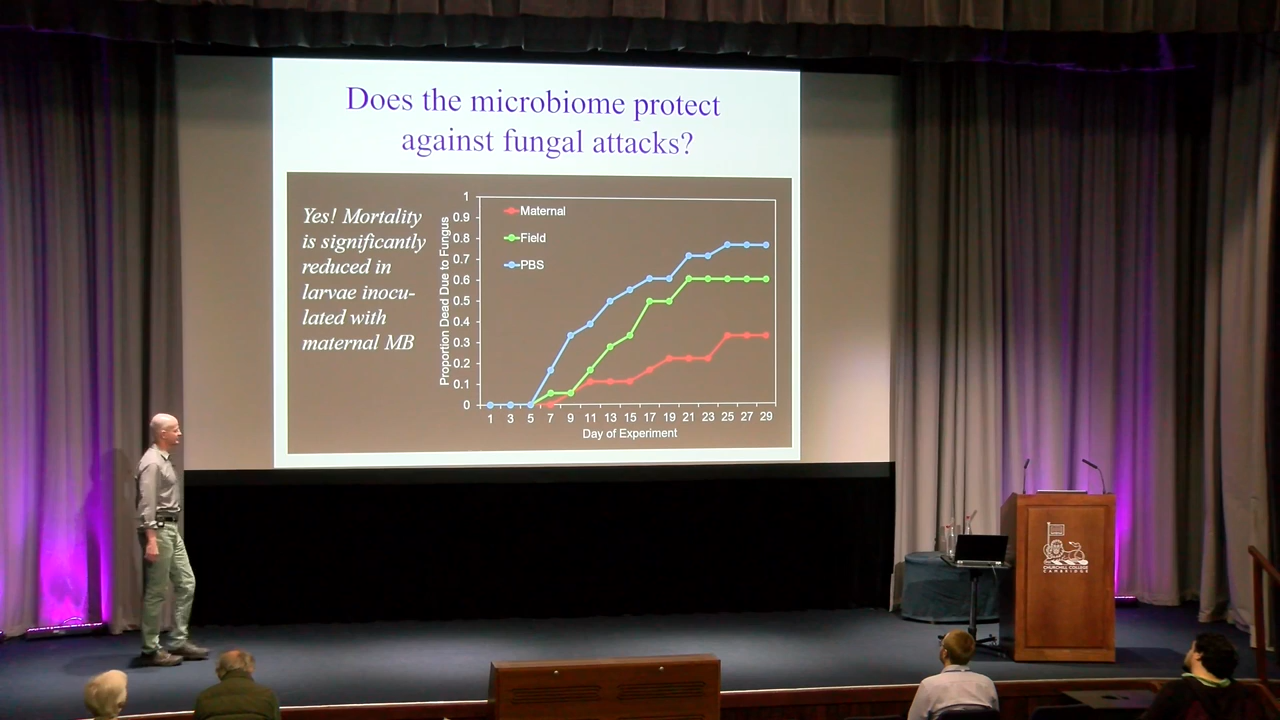 Does the microbiome protect
against fungal attacks?
Yes! Mortality
is significantly
reduced in
larvae inocu-
lated with
maternal MB
Proportion Dead Due to Fungus
1
0.9
0.8
0.7
0.6
0.5
0.4
0.3
0.2
0.1
0
Maternal
Field
PBS
1 3 5 7 9 11 13 15 17 19 21 23 25 27 29
Day of Experiment
CHURCHILL COLLEGE
CAMBRIDGE